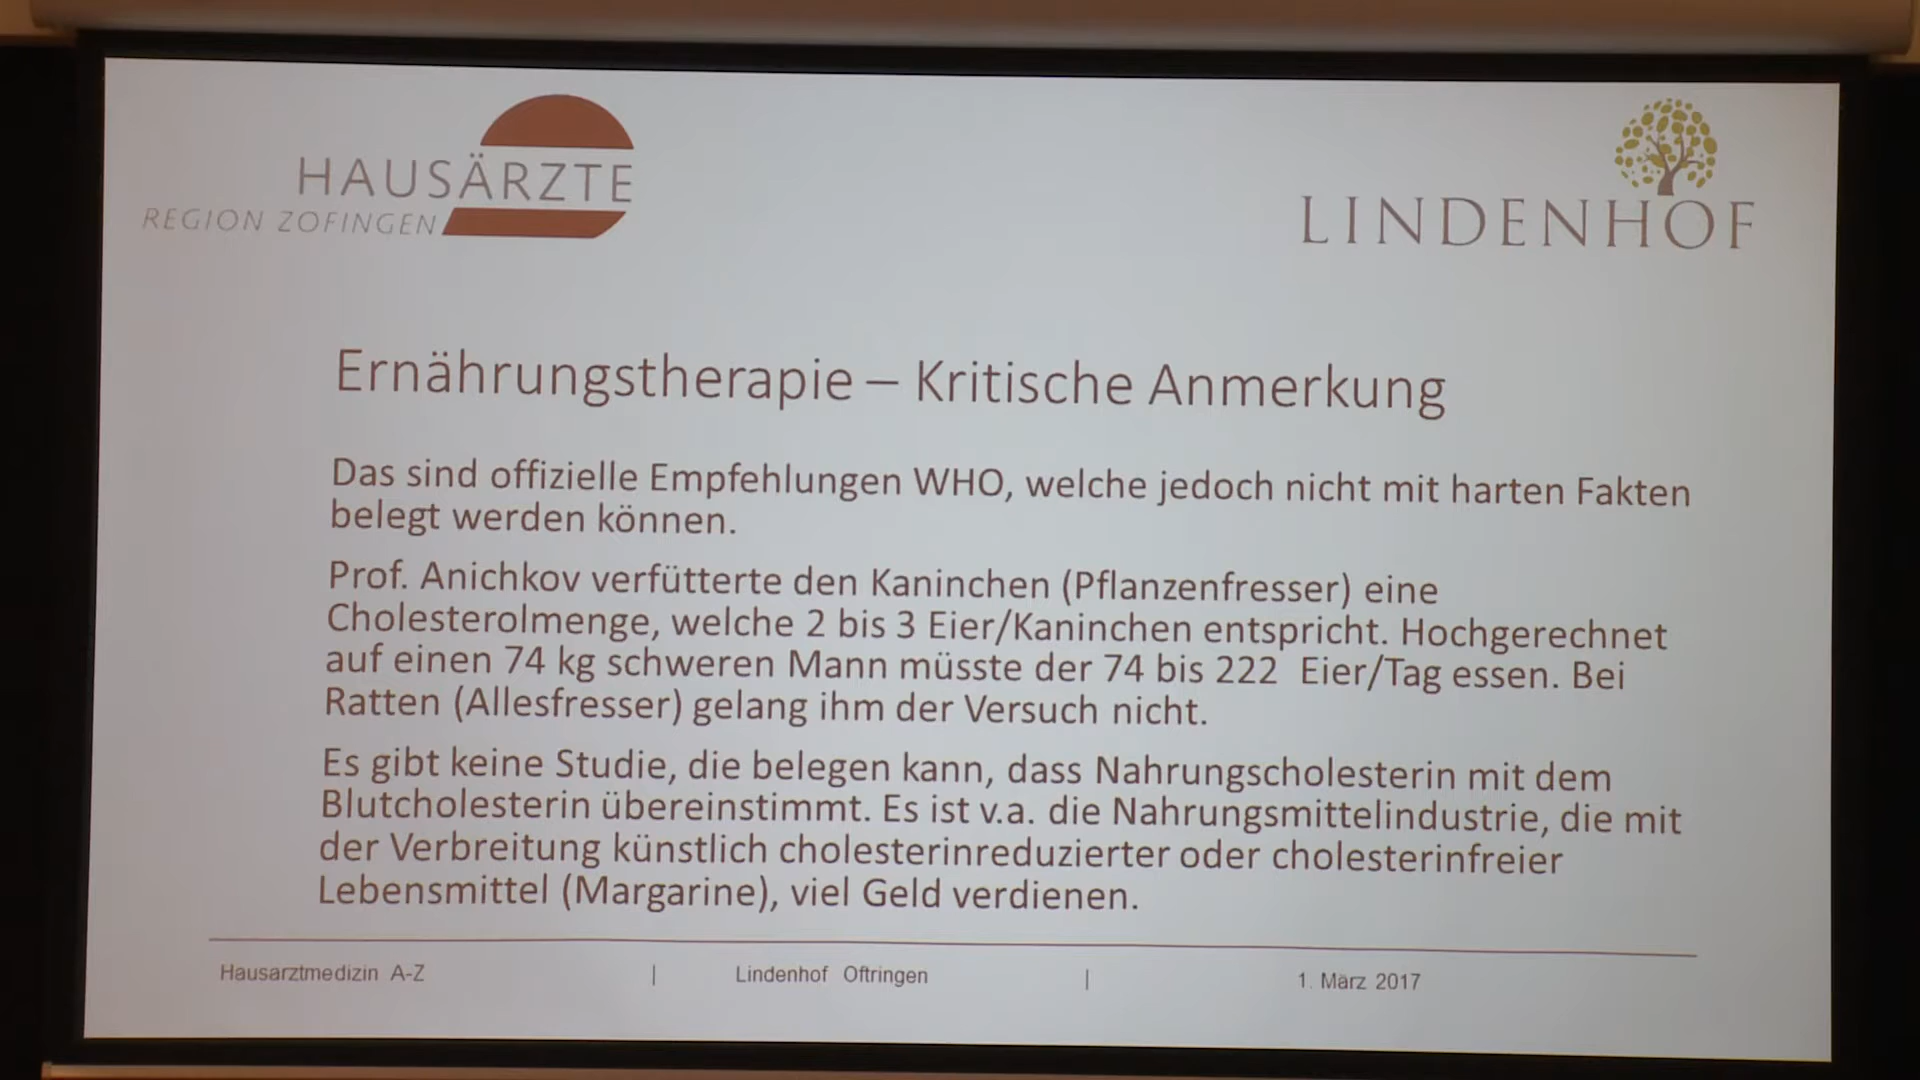 HAUSÄRZTE
REGION ZOFINGEN
LINDENHOF
Ernährungstherapie – Kritische Anmerkung
Das sind offizielle Empfehlungen WHO, welche jedoch nicht mit harten Fakten
belegt werden können.
Prof. Anichkov verfütterte den Kaninchen (Pflanzenfresser) eine
Cholesterolmenge, welche 2 bis 3 Eier/Kaninchen entspricht. Hochgerechnet
auf einen 74 kg schweren Mann müsste der 74 bis 222 Eier/Tag essen. Bei
Ratten (Allesfresser) gelang ihm der Versuch nicht.
Es gibt keine Studie, die belegen kann, dass Nahrungscholesterin mit dem
Blutcholesterin übereinstimmt. Es ist v.a. die Nahrungsmittelindustrie, die mit
der Verbreitung künstlich cholesterinreduzierter oder cholesterinfreier
Lebensmittel (Margarine), viel Geld verdienen.
Hausarztmedizin A-Z | Lindenhof Oftringen | 1. März 2017